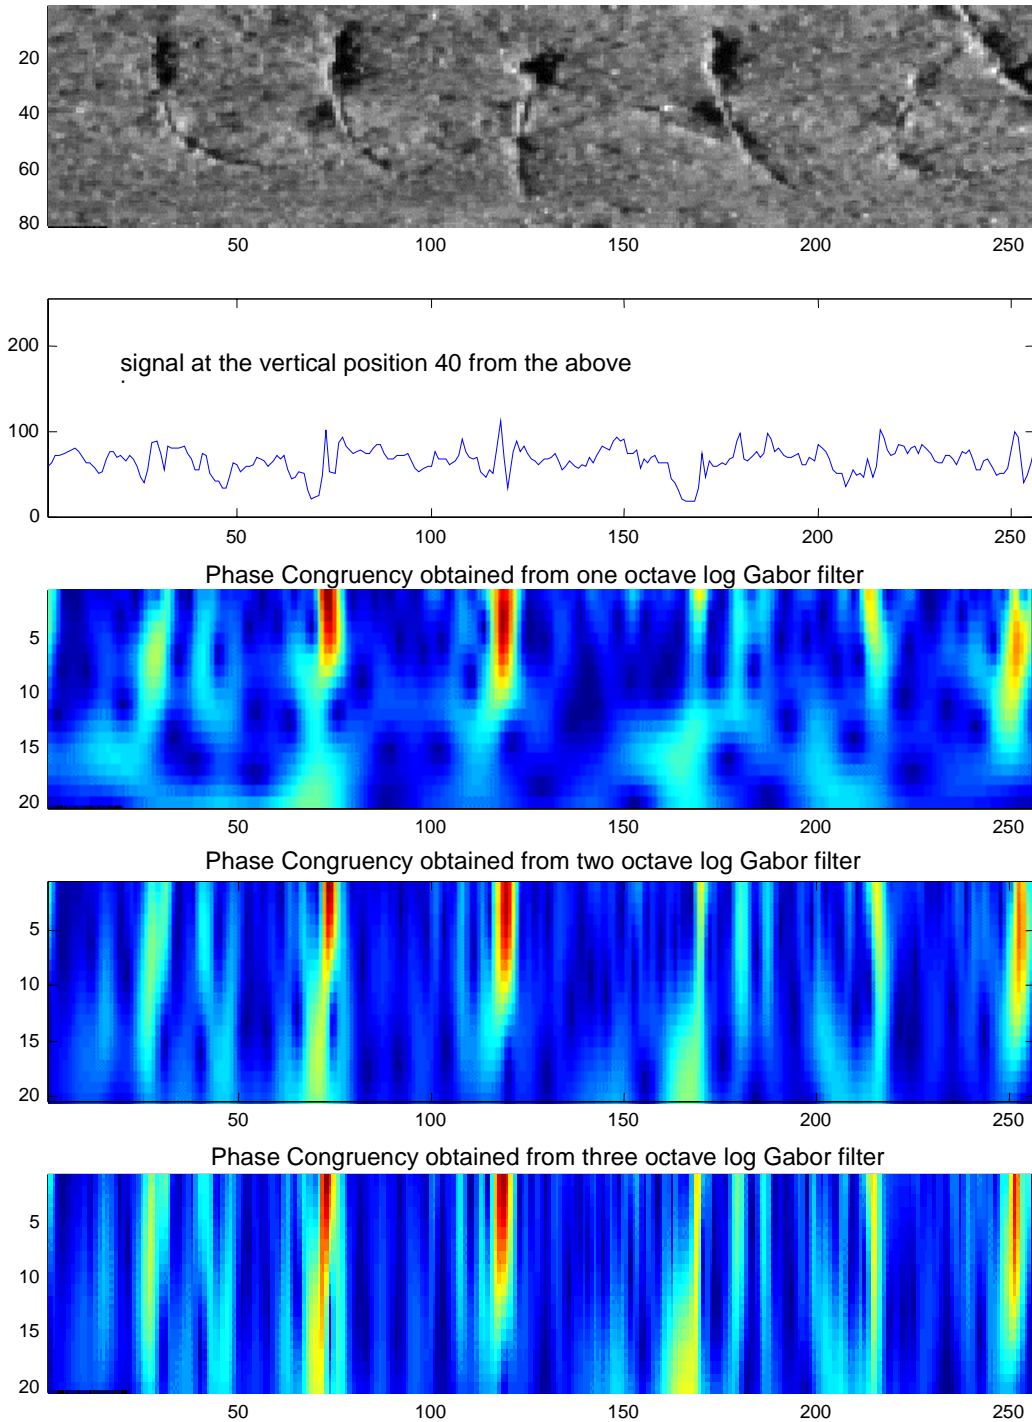 20
40
60
80
50 100 150 200 250
200
100
0
signal at the vertical position 40 from the above
.
50 100 150 200 250
Phase Congruency obtained from one octave log Gabor filter
5
10
15
20
50 100 150 200 250
Phase Congruency obtained from two octave log Gabor filter
5
10
15
20
50 100 150 200 250
Phase Congruency obtained from three octave log Gabor filter
5
10
15
20
50 100 150 200 250